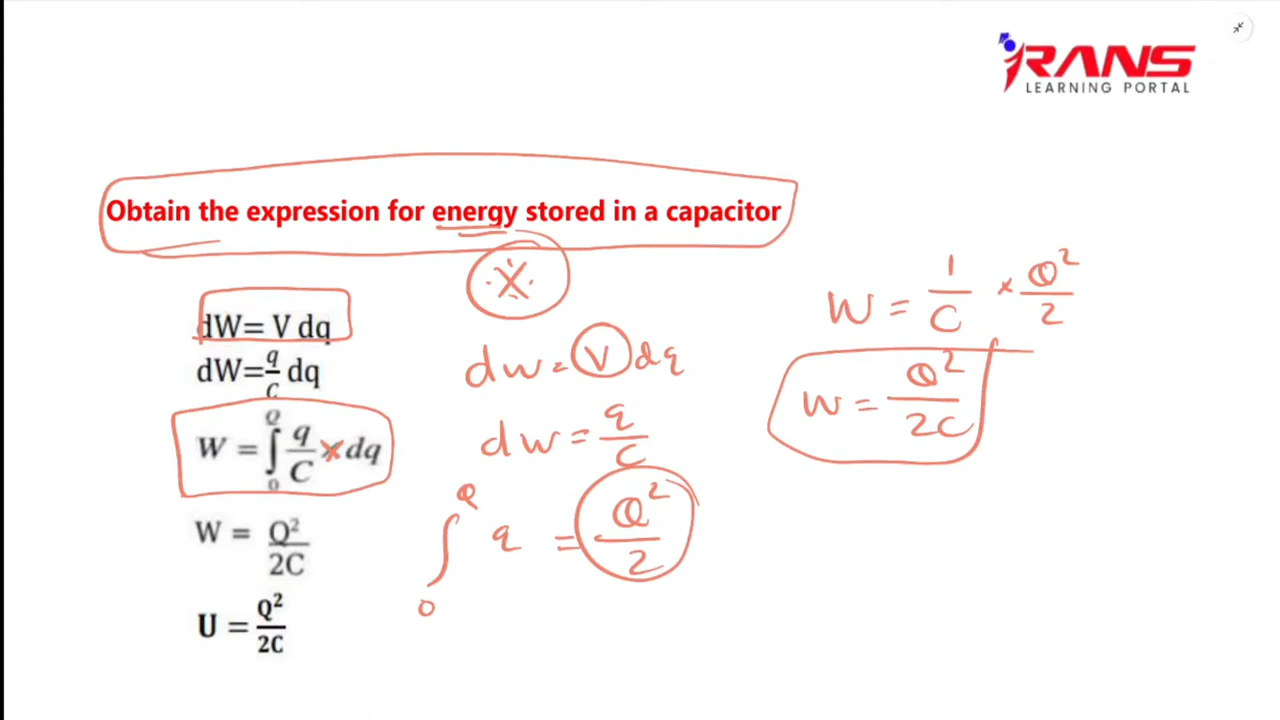 RANS
LEARNING PORTAL
Obtain the expression for energy stored in a capacitor
dW= V dq
dW=q/C dq
W = ∫₀^Q q/C × dq
W = Q²/2C
U = Q²/2C
X
dw = V dq
dw = q/C
∫₀^Q q = Q²/2
W = 1/C × Q²/2
W = Q²/2C